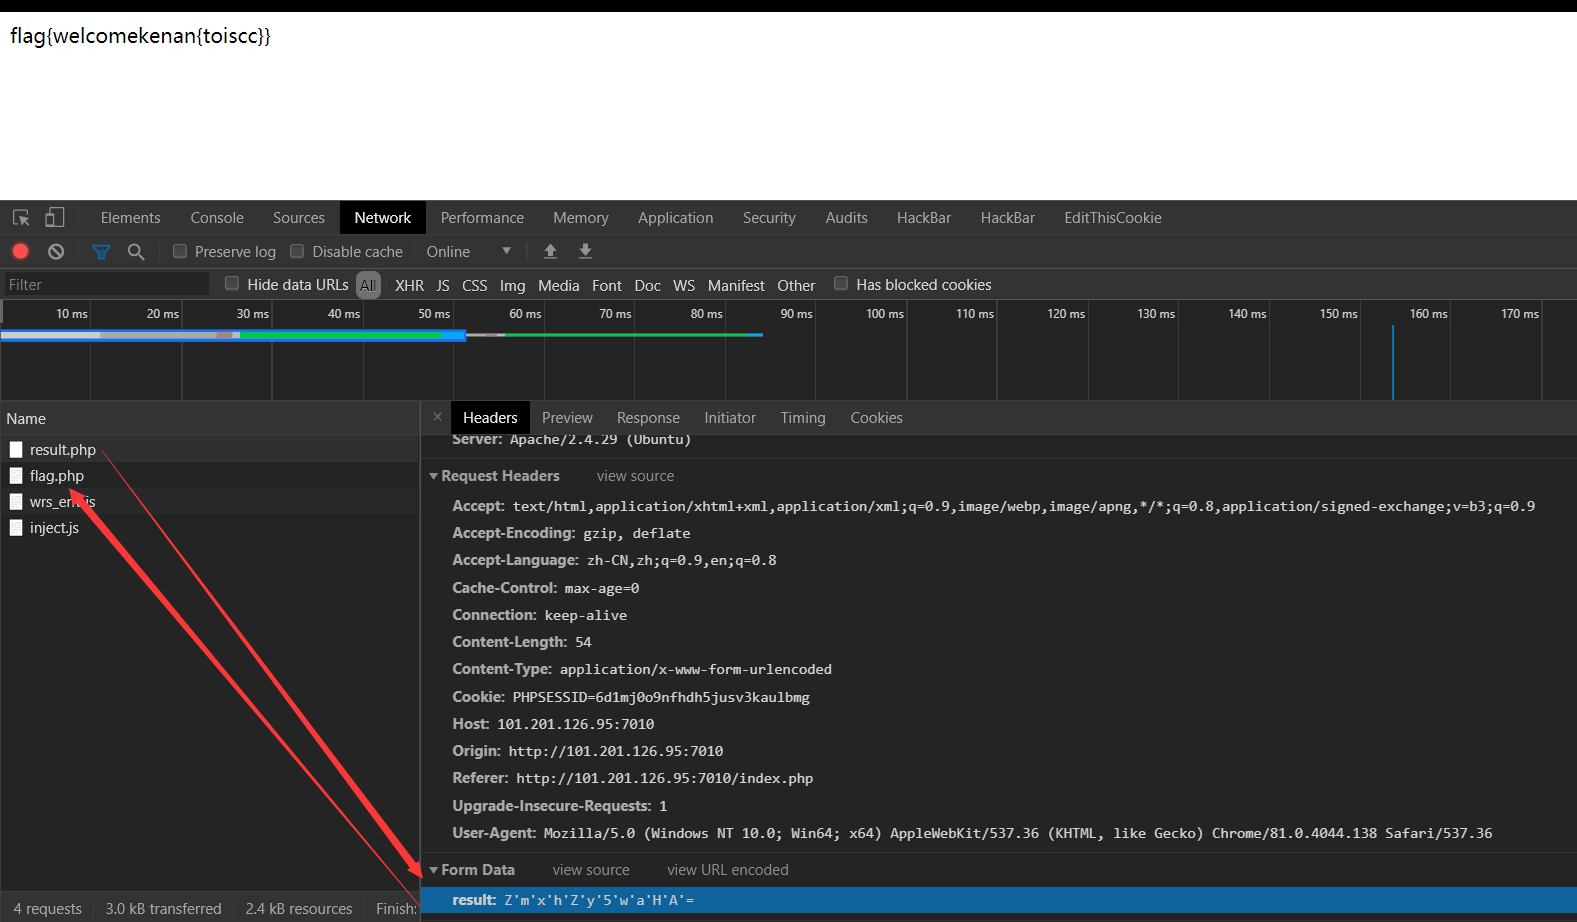 flag{welcomekenan{toiscc}}
Elements Console Sources Network Performance Memory Application Security Audits HackBar HackBar EditThisCookie
Preserve log Disable cache Online
Filter Hide data URLs All XHR JS CSS Img Media Font Doc WS Manifest Other Has blocked cookies
10 ms 20 ms 30 ms 40 ms 50 ms 60 ms 70 ms 80 ms 90 ms 100 ms 110 ms 120 ms 130 ms 140 ms 150 ms 160 ms 170 ms
Name × Headers Preview Response Initiator Timing Cookies
result.php
flag.php
inject.js
Server: Apache/2.4.29 (Ubuntu)
Request Headers view source
Accept: text/html,application/xhtml+xml,application/xml;q=0.9,image/webp,image/apng,*/*;q=0.8,application/signed-exchange;v=b3;q=0.9
Accept-Encoding: gzip, deflate
Accept-Language: zh-CN,zh;q=0.9,en;q=0.8
Cache-Control: max-age=0
Connection: keep-alive
Content-Length: 54
Content-Type: application/x-www-form-urlencoded
Cookie: PHPSESSID=6d1mj0o9nfhdh5jusv3kaulbmg
Host: 101.201.126.95:7010
Origin: http://101.201.126.95:7010
Referer: http://101.201.126.95:7010/index.php
Upgrade-Insecure-Requests: 1
User-Agent: Mozilla/5.0 (Windows NT 10.0; Win64; x64) AppleWebKit/537.36 (KHTML, like Gecko) Chrome/81.0.4044.138 Safari/537.36
Form Data view source view URL encoded
result: Z'm'x'h'Z'y'5'w'a'H'A'=
4 requests 3.0 kB transferred 2.4 kB resources Finish: